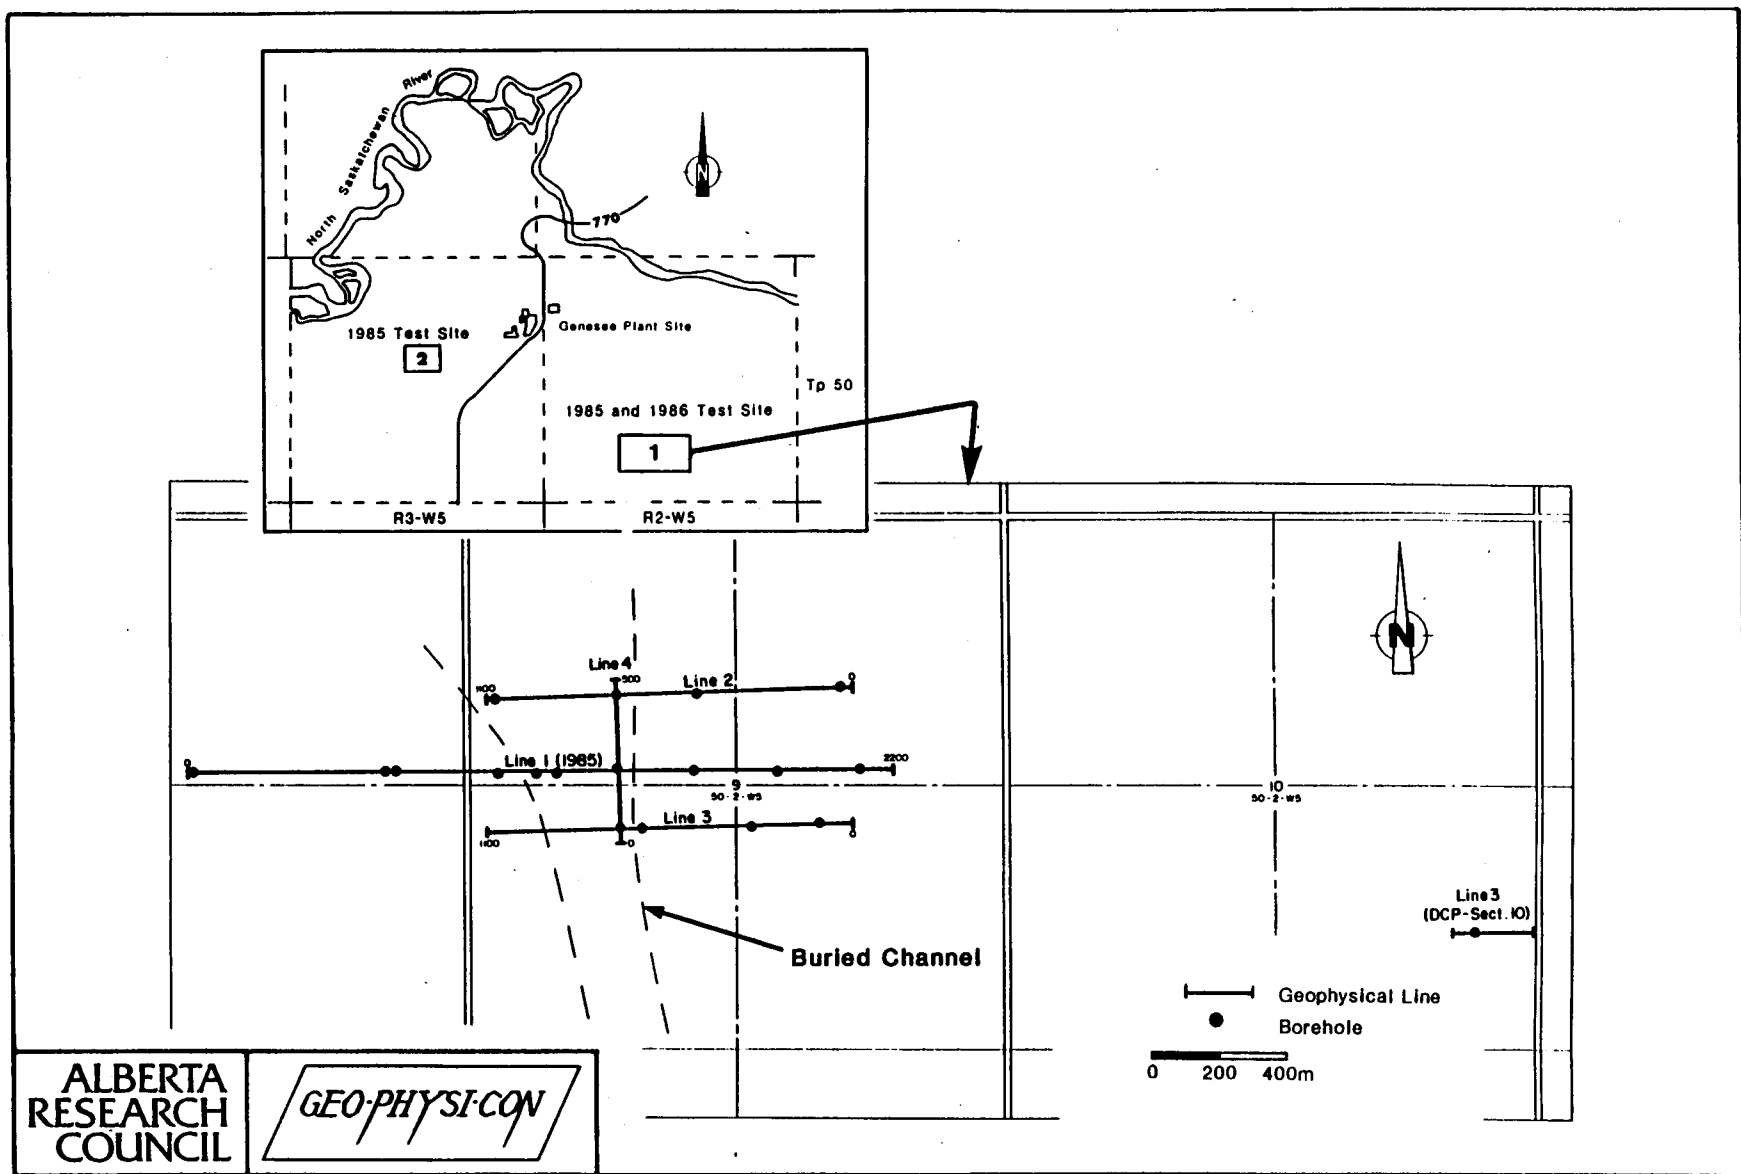 North Saskatchewan River
N
770
1985 Test Site
2
Genesee Plant Site
Tp 50
1985 and 1986 Test Site
1
R3-W5
R2-W5
N
Line 4
500
1100
Line 2
0
0
Line 1 (1985)
2200
9
50-2-W5
10
50-2-W5
Line 3
1100
0
0
Line 3
(DCP-Sect. 10)
Buried Channel
Geophysical Line
Borehole
0 200 400m
ALBERTA
RESEARCH
COUNCIL
GEO·PHYSI·CON